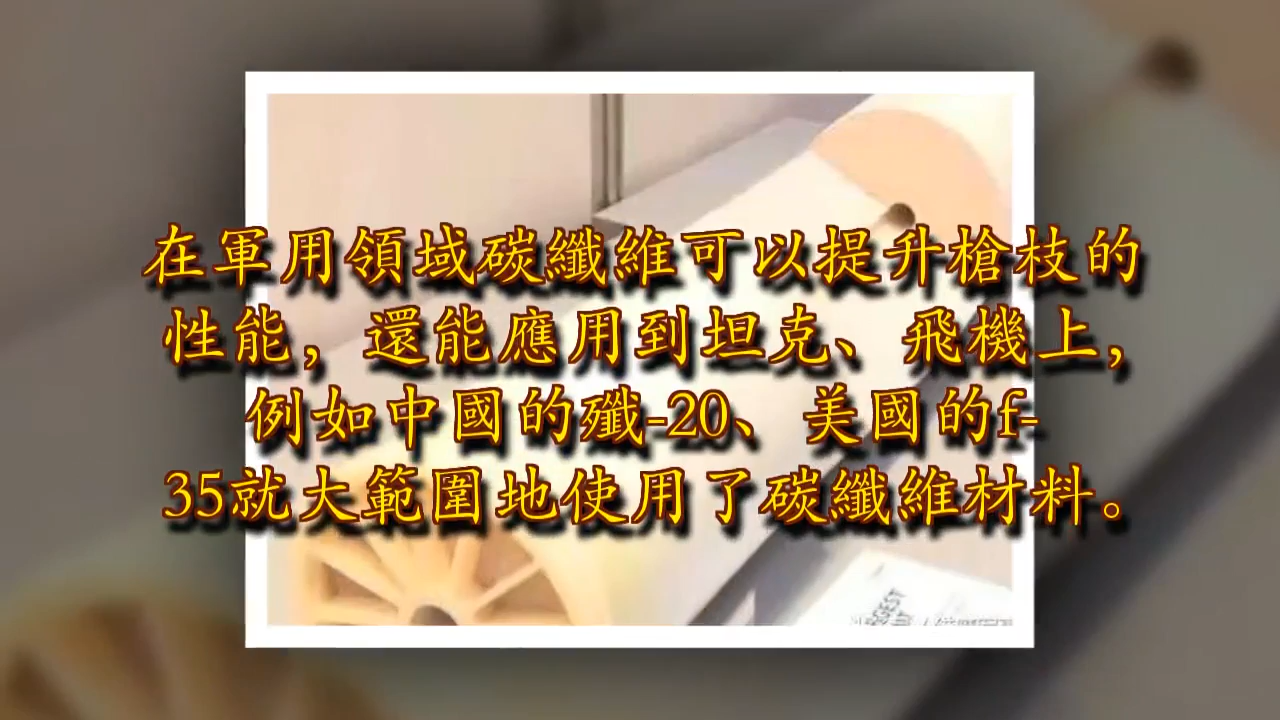 在軍用領域碳纖維可以提升槍枝的
性能，還能應用到坦克、飛機上，
例如中國的殲-20、美國的f-
35就大範圍地使用了碳纖維材料。